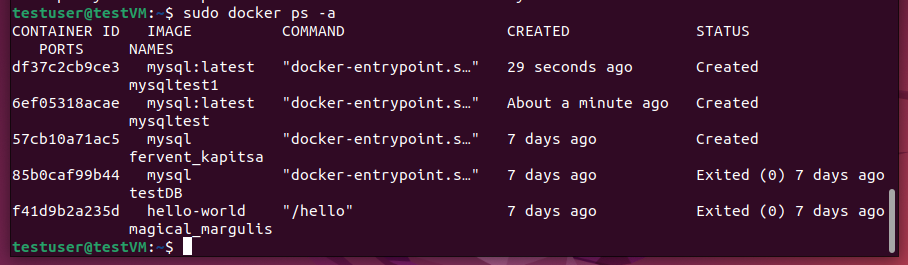 testuser@testVM:~$ sudo docker ps -a
CONTAINER ID   IMAGE          COMMAND                  CREATED              STATUS
   PORTS     NAMES
df37c2cb9ce3   mysql:latest   "docker-entrypoint.s…"   29 seconds ago       Created
             mysqltest1
6ef05318acae   mysql:latest   "docker-entrypoint.s…"   About a minute ago   Created
             mysqltest
57cb10a71ac5   mysql          "docker-entrypoint.s…"   7 days ago           Created
             fervent_kapitsa
85b0caf99b44   mysql          "docker-entrypoint.s…"   7 days ago           Exited (0) 7 days ago
             testDB
f41d9b2a235d   hello-world    "/hello"                 7 days ago           Exited (0) 7 days ago
             magical_margulis
testuser@testVM:~$